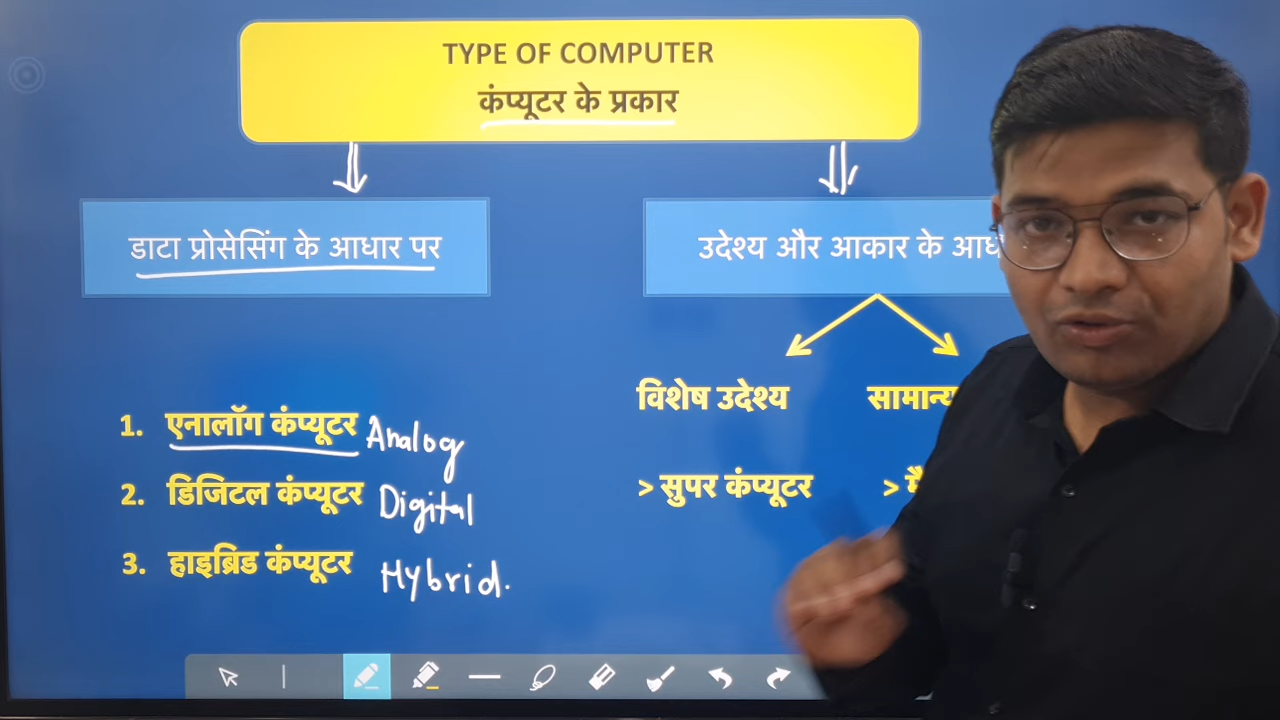 TYPE OF COMPUTER
कंप्यूटर के प्रकार
डाटा प्रोसेसिंग के आधार पर
उदेश्य और आकार के
1. एनालॉग कंप्यूटर Analog
2. डिजिटल कंप्यूटर Digital
3. हाइब्रिड कंप्यूटर Hybrid.
विशेष उदेश्य
सामान्य
> सुपर कंप्यूटर
>